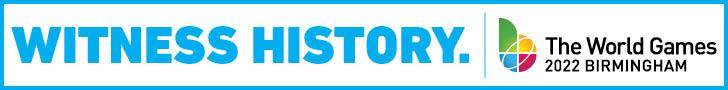 WITNESS HISTORY.
The World Games
2022 BIRMINGHAM